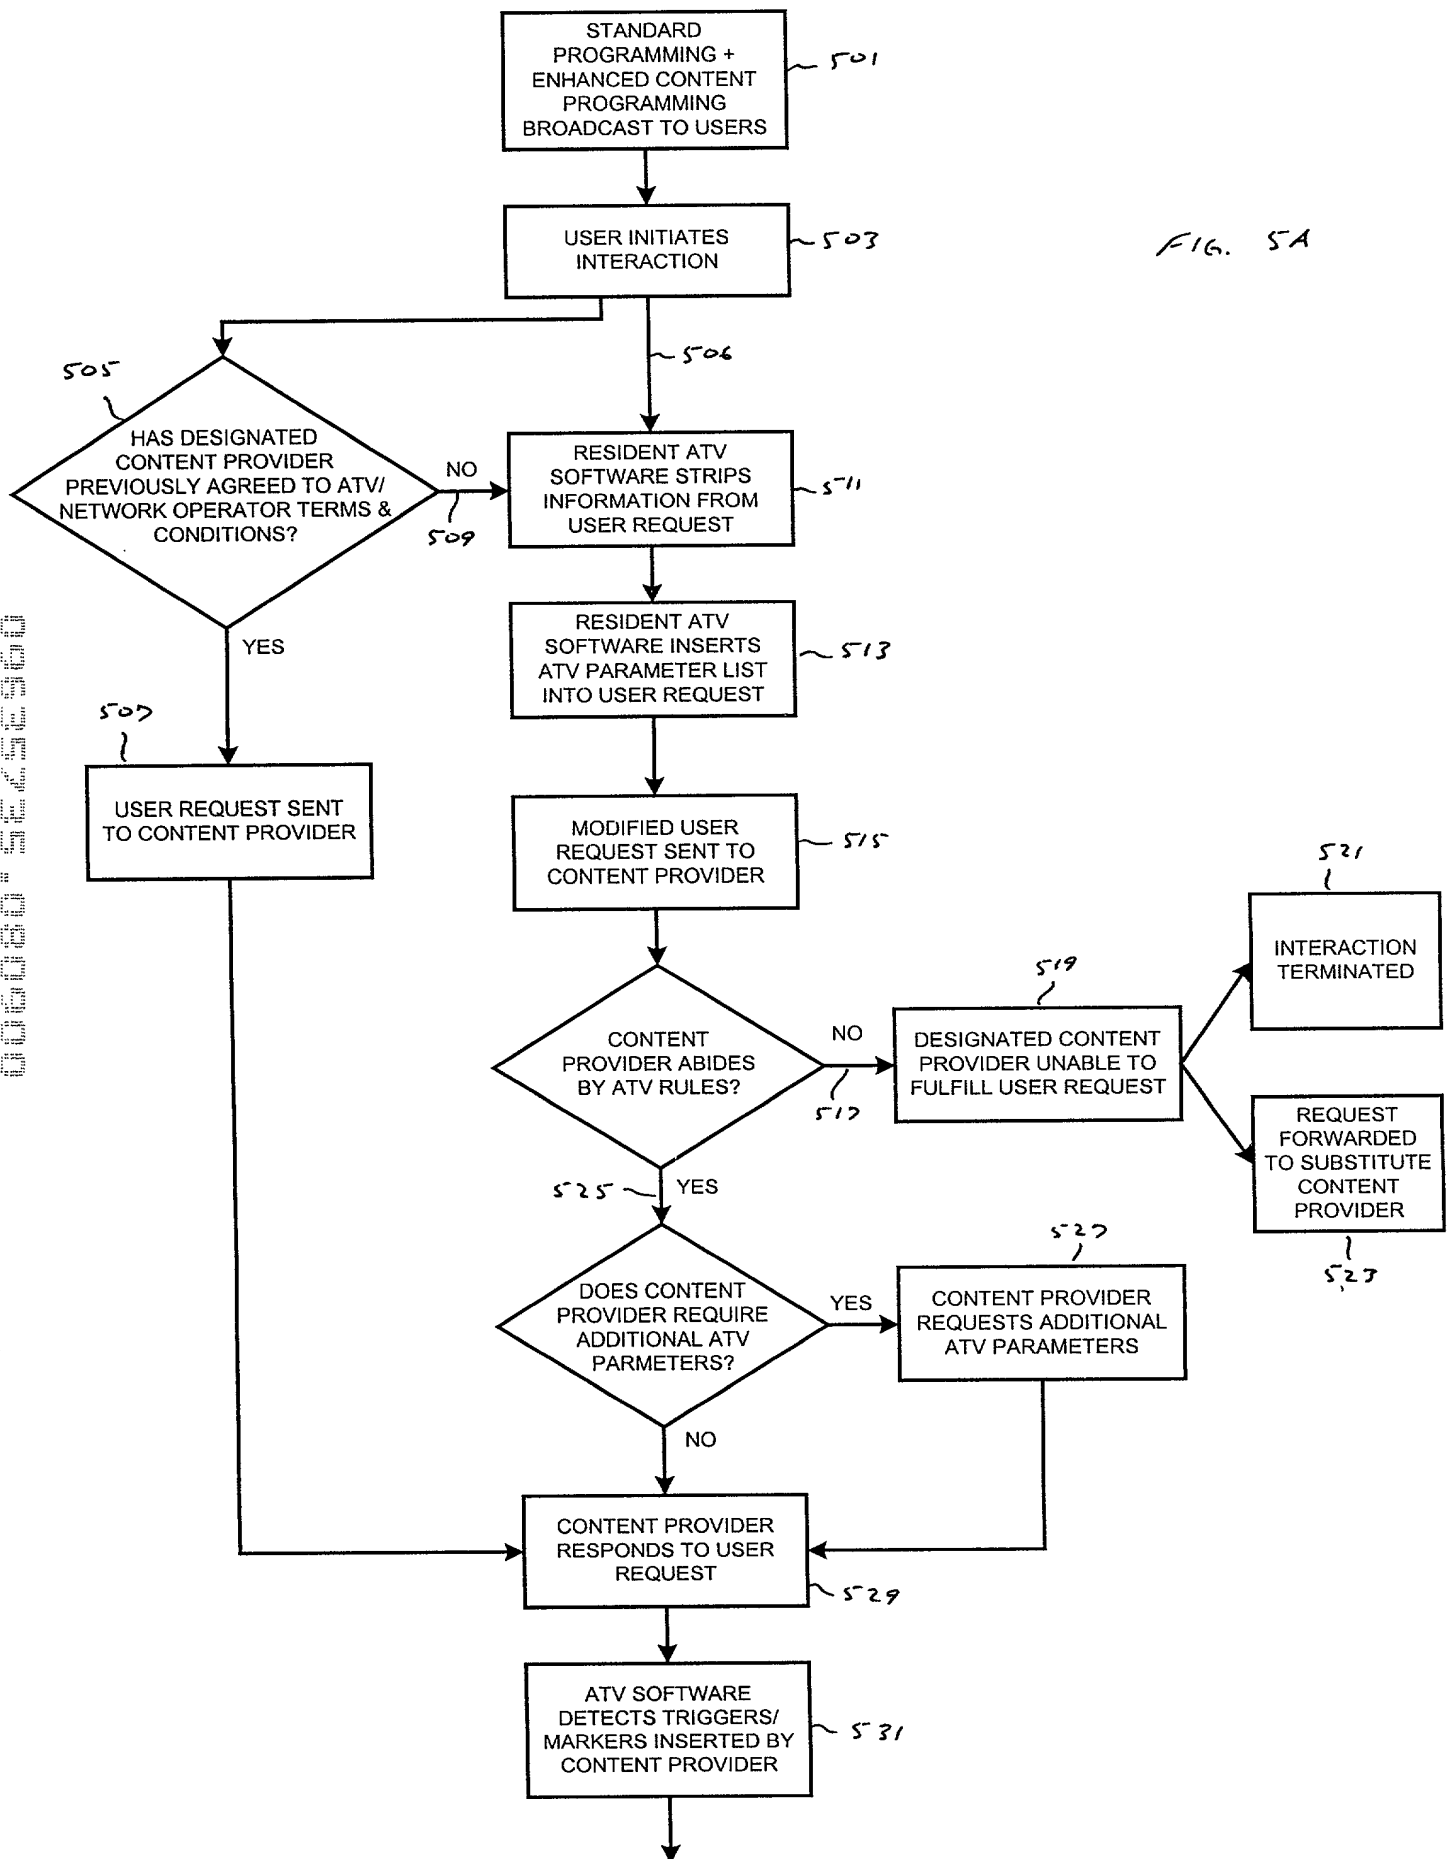 STANDARD
PROGRAMMING +
ENHANCED CONTENT
PROGRAMMING
BROADCAST TO USERS
501
USER INITIATES
INTERACTION
503
FIG. 5A
506
505
HAS DESIGNATED
CONTENT PROVIDER
PREVIOUSLY AGREED TO ATV/
NETWORK OPERATOR TERMS &
CONDITIONS?
NO
509
RESIDENT ATV
SOFTWARE STRIPS
INFORMATION FROM
USER REQUEST
511
YES
RESIDENT ATV
SOFTWARE INSERTS
ATV PARAMETER LIST
INTO USER REQUEST
513
507
USER REQUEST SENT
TO CONTENT PROVIDER
MODIFIED USER
REQUEST SENT TO
CONTENT PROVIDER
515
521
INTERACTION
TERMINATED
CONTENT
PROVIDER ABIDES
BY ATV RULES?
NO
517
519
DESIGNATED CONTENT
PROVIDER UNABLE TO
FULFILL USER REQUEST
REQUEST
FORWARDED
TO SUBSTITUTE
CONTENT
PROVIDER
523
525
YES
DOES CONTENT
PROVIDER REQUIRE
ADDITIONAL ATV
PARMETERS?
YES
527
CONTENT PROVIDER
REQUESTS ADDITIONAL
ATV PARAMETERS
NO
CONTENT PROVIDER
RESPONDS TO USER
REQUEST
529
ATV SOFTWARE
DETECTS TRIGGERS/
MARKERS INSERTED BY
CONTENT PROVIDER
531